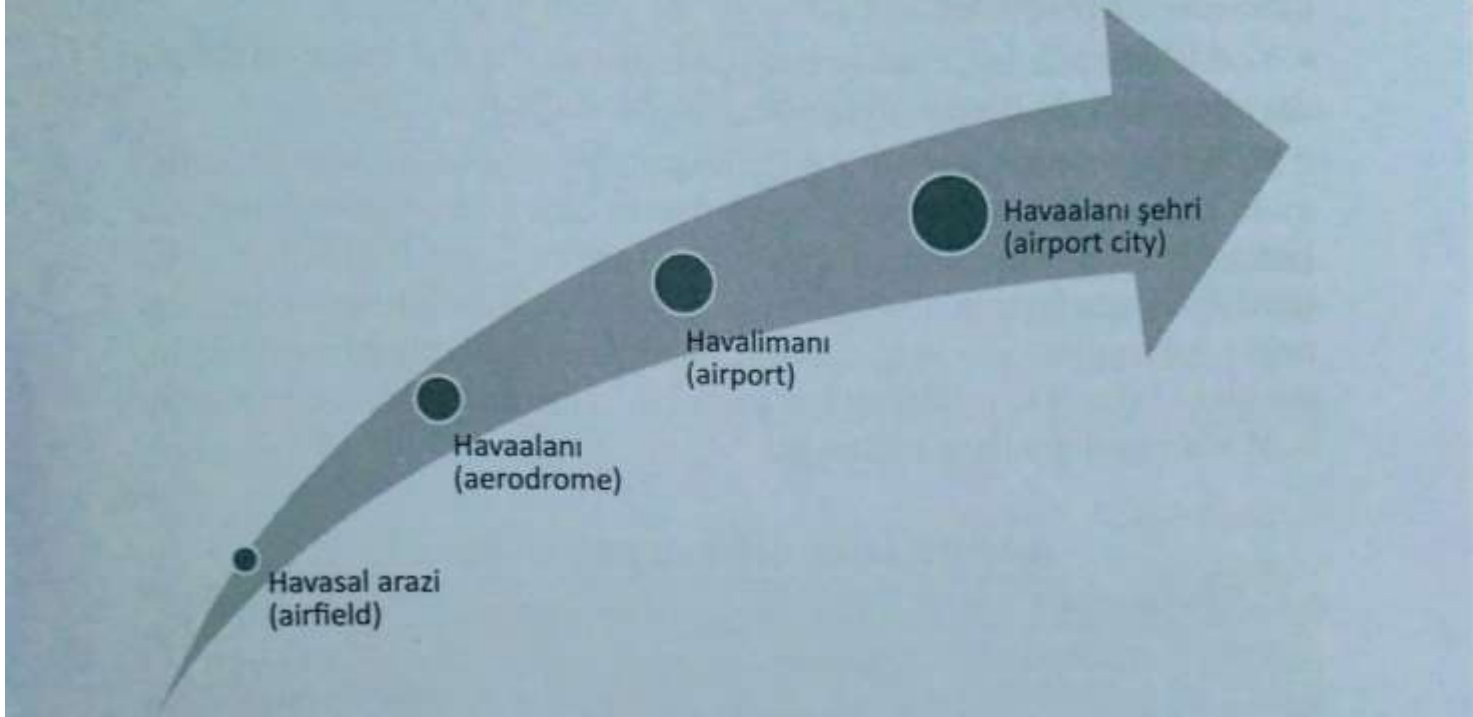 Havaalanı şehri
(airport city)
Havalimanı
(airport)
Havaalanı
(aerodrome)
Havasal arazi
(airfield)